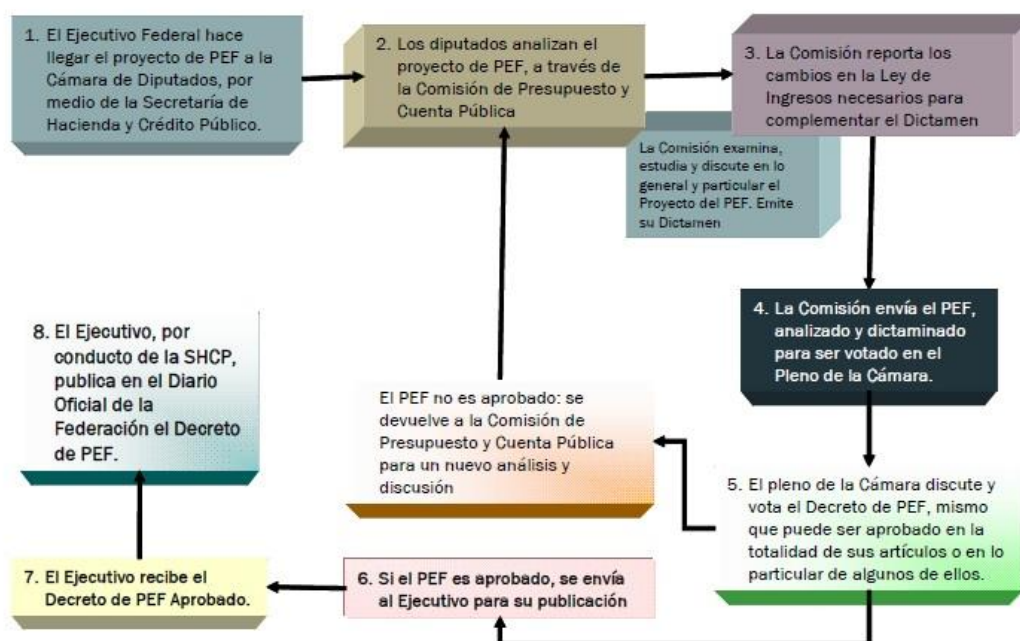 1. El Ejecutivo Federal hace
llegar el proyecto de PEF a la
Cámara de Diputados, por
medio de la Secretaría de
Hacienda y Crédito Público.
2. Los diputados analizan el
proyecto de PEF, a través de
la Comisión de Presupuesto y
Cuenta Pública
3. La Comisión reporta los
cambios en la Ley de
Ingresos necesarios para
complementar el Dictamen
La Comisión examina,
estudia y discute en lo
general y particular el
Proyecto del PEF. Emite
su Dictamen
4. La Comisión envía el PEF,
analizado y dictaminado
para ser votado en el
Pleno de la Cámara.
5. El pleno de la Cámara discute y
vota el Decreto de PEF, mismo
que puede ser aprobado en la
totalidad de sus artículos o en lo
particular de algunos de ellos.
El PEF no es aprobado: se
devuelve a la Comisión de
Presupuesto y Cuenta Pública
para un nuevo análisis y
discusión
6. Si el PEF es aprobado, se envía
al Ejecutivo para su publicación
7. El Ejecutivo recibe el
Decreto de PEF Aprobado.
8. El Ejecutivo, por
conducto de la SHCP,
publica en el Diario
Oficial de la
Federación el Decreto
de PEF.